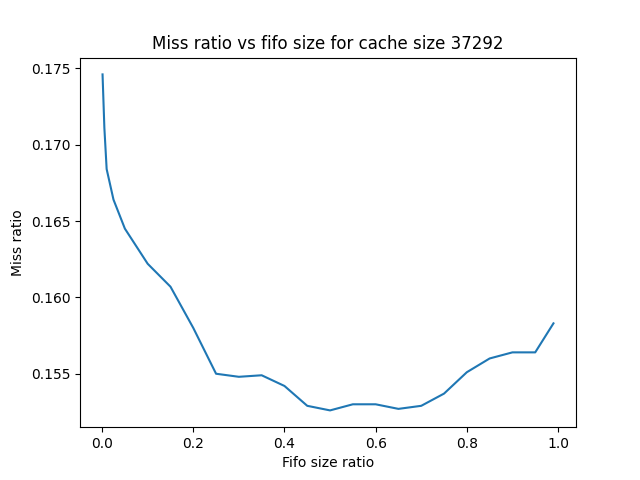 Miss ratio vs fifo size for cache size 37292
0.175
0.170
0.165
0.160
0.155
Miss ratio
0.0 0.2 0.4 0.6 0.8 1.0
Fifo size ratio